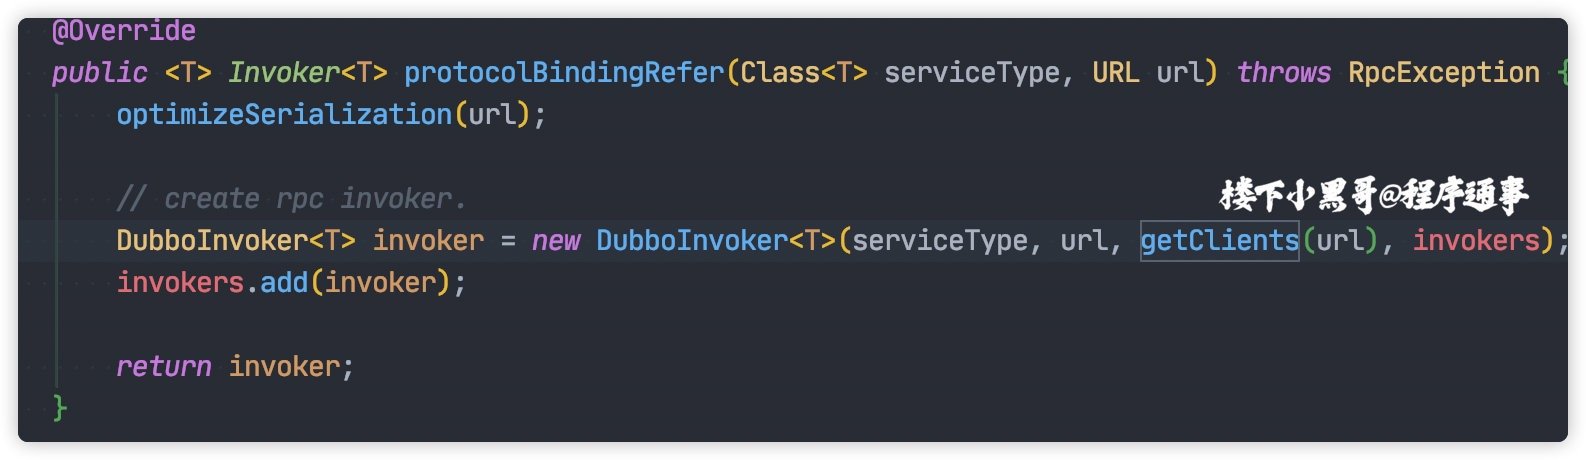 @Override
public <T> Invoker<T> protocolBindingRefer(Class<T> serviceType, URL url) throws RpcException {
optimizeSerialization(url);
// create rpc invoker.
楼下小黑哥@程序通事
DubboInvoker<T> invoker = new DubboInvoker<T>(serviceType, url, getClients(url), invokers);
invokers.add(invoker);
return invoker;
}